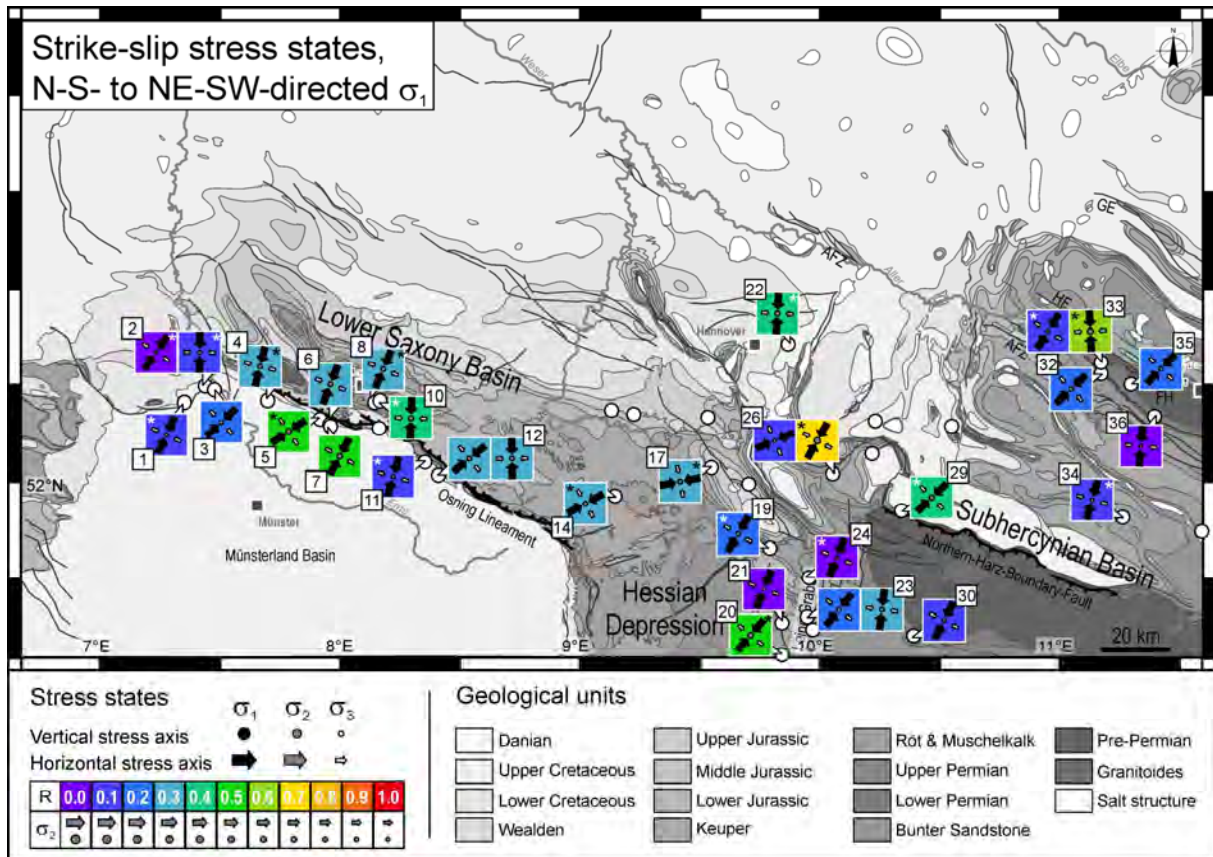 Strike-slip stress states,
N-S- to NE-SW-directed σ1
N
Weser
Elbe
GE
AFZ
Aller
HF
AFZ
FH
Lower Saxony Basin
Hannover
22
33
2
4
6
8
35
32
10
26
36
1
3
5
7
12
17
29
34
11
52°N
Ems
Osning Lineament
14
19
Subhercynian Basin
Münster
Münsterland Basin
24
Northern-Harz-Boundary-Fault
21
Hessian
Depression
20
23
30
7°E
8°E
9°E
10°E
11°E
20 km
Stress states
σ1 σ2 σ3
Vertical stress axis
Horizontal stress axis
R 0.0 0.1 0.2 0.3 0.4 0.5 0.6 0.7 0.8 0.9 1.0
σ2
Geological units
Danian
Upper Jurassic
Röt & Muschelkalk
Pre-Permian
Upper Cretaceous
Middle Jurassic
Upper Permian
Granitoides
Lower Cretaceous
Lower Jurassic
Lower Permian
Salt structure
Wealden
Keuper
Bunter Sandstone